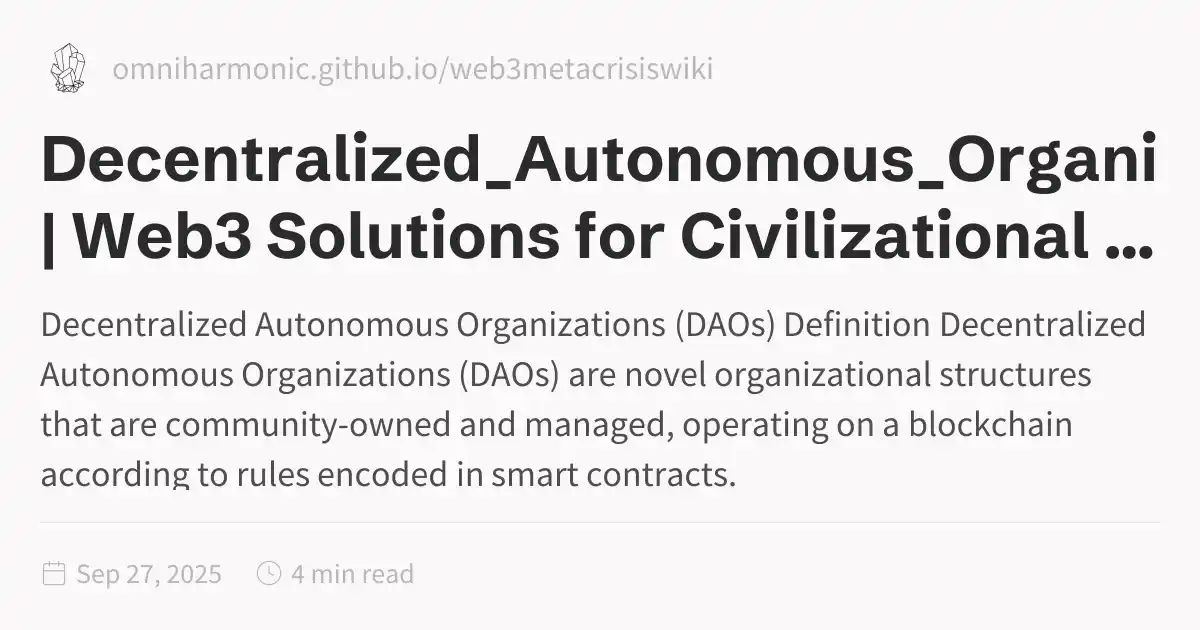 omniharmonic.github.io/web3metacrisiswiki
Decentralized_Autonomous_Organi
| Web3 Solutions for Civilizational ...
Decentralized Autonomous Organizations (DAOs) Definition Decentralized
Autonomous Organizations (DAOs) are novel organizational structures
that are community-owned and managed, operating on a blockchain
according to rules encoded in smart contracts.
Sep 27, 2025 4 min read